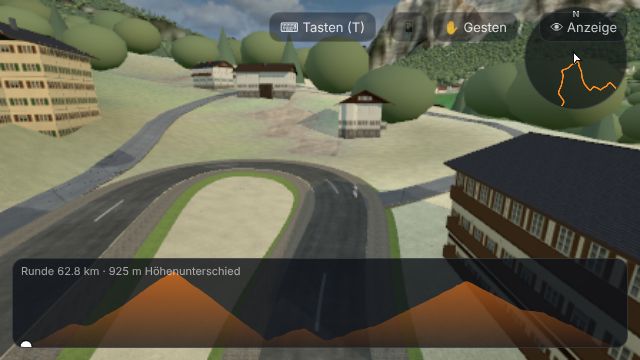 Tasten (T)
Gesten
N
Anzeige
Runde 62.8 km · 925 m Höhenunterschied